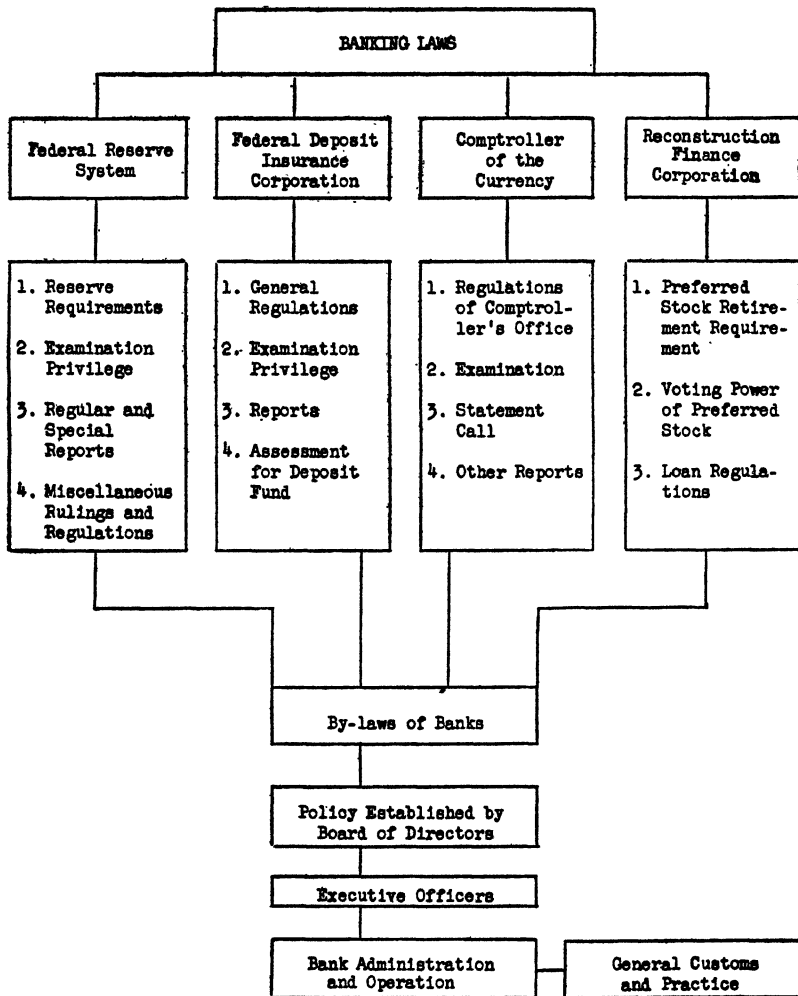 BANKING LAWS
Federal Reserve
System
Federal Deposit
Insurance
Corporation
Comptroller
of the
Currency
Reconstruction
Finance
Corporation
1. Reserve
Requirements
2. Examination
Privilege
3. Regular and
Special
Reports
4. Miscellaneous
Rulings and
Regulations
1. General
Regulations
2. Examination
Privilege
3. Reports
4. Assessment
for Deposit
Fund
1. Regulations
of Comptrol-
ler's Office
2. Examination
3. Statement
Call
4. Other Reports
1. Preferred
Stock Retire-
ment Require-
ment
2. Voting Power
of Preferred
Stock
3. Loan Regula-
tions
By-laws of Banks
Policy Established by
Board of Directors
Executive Officers
Bank Administration
and Operation
General Customs
and Practice